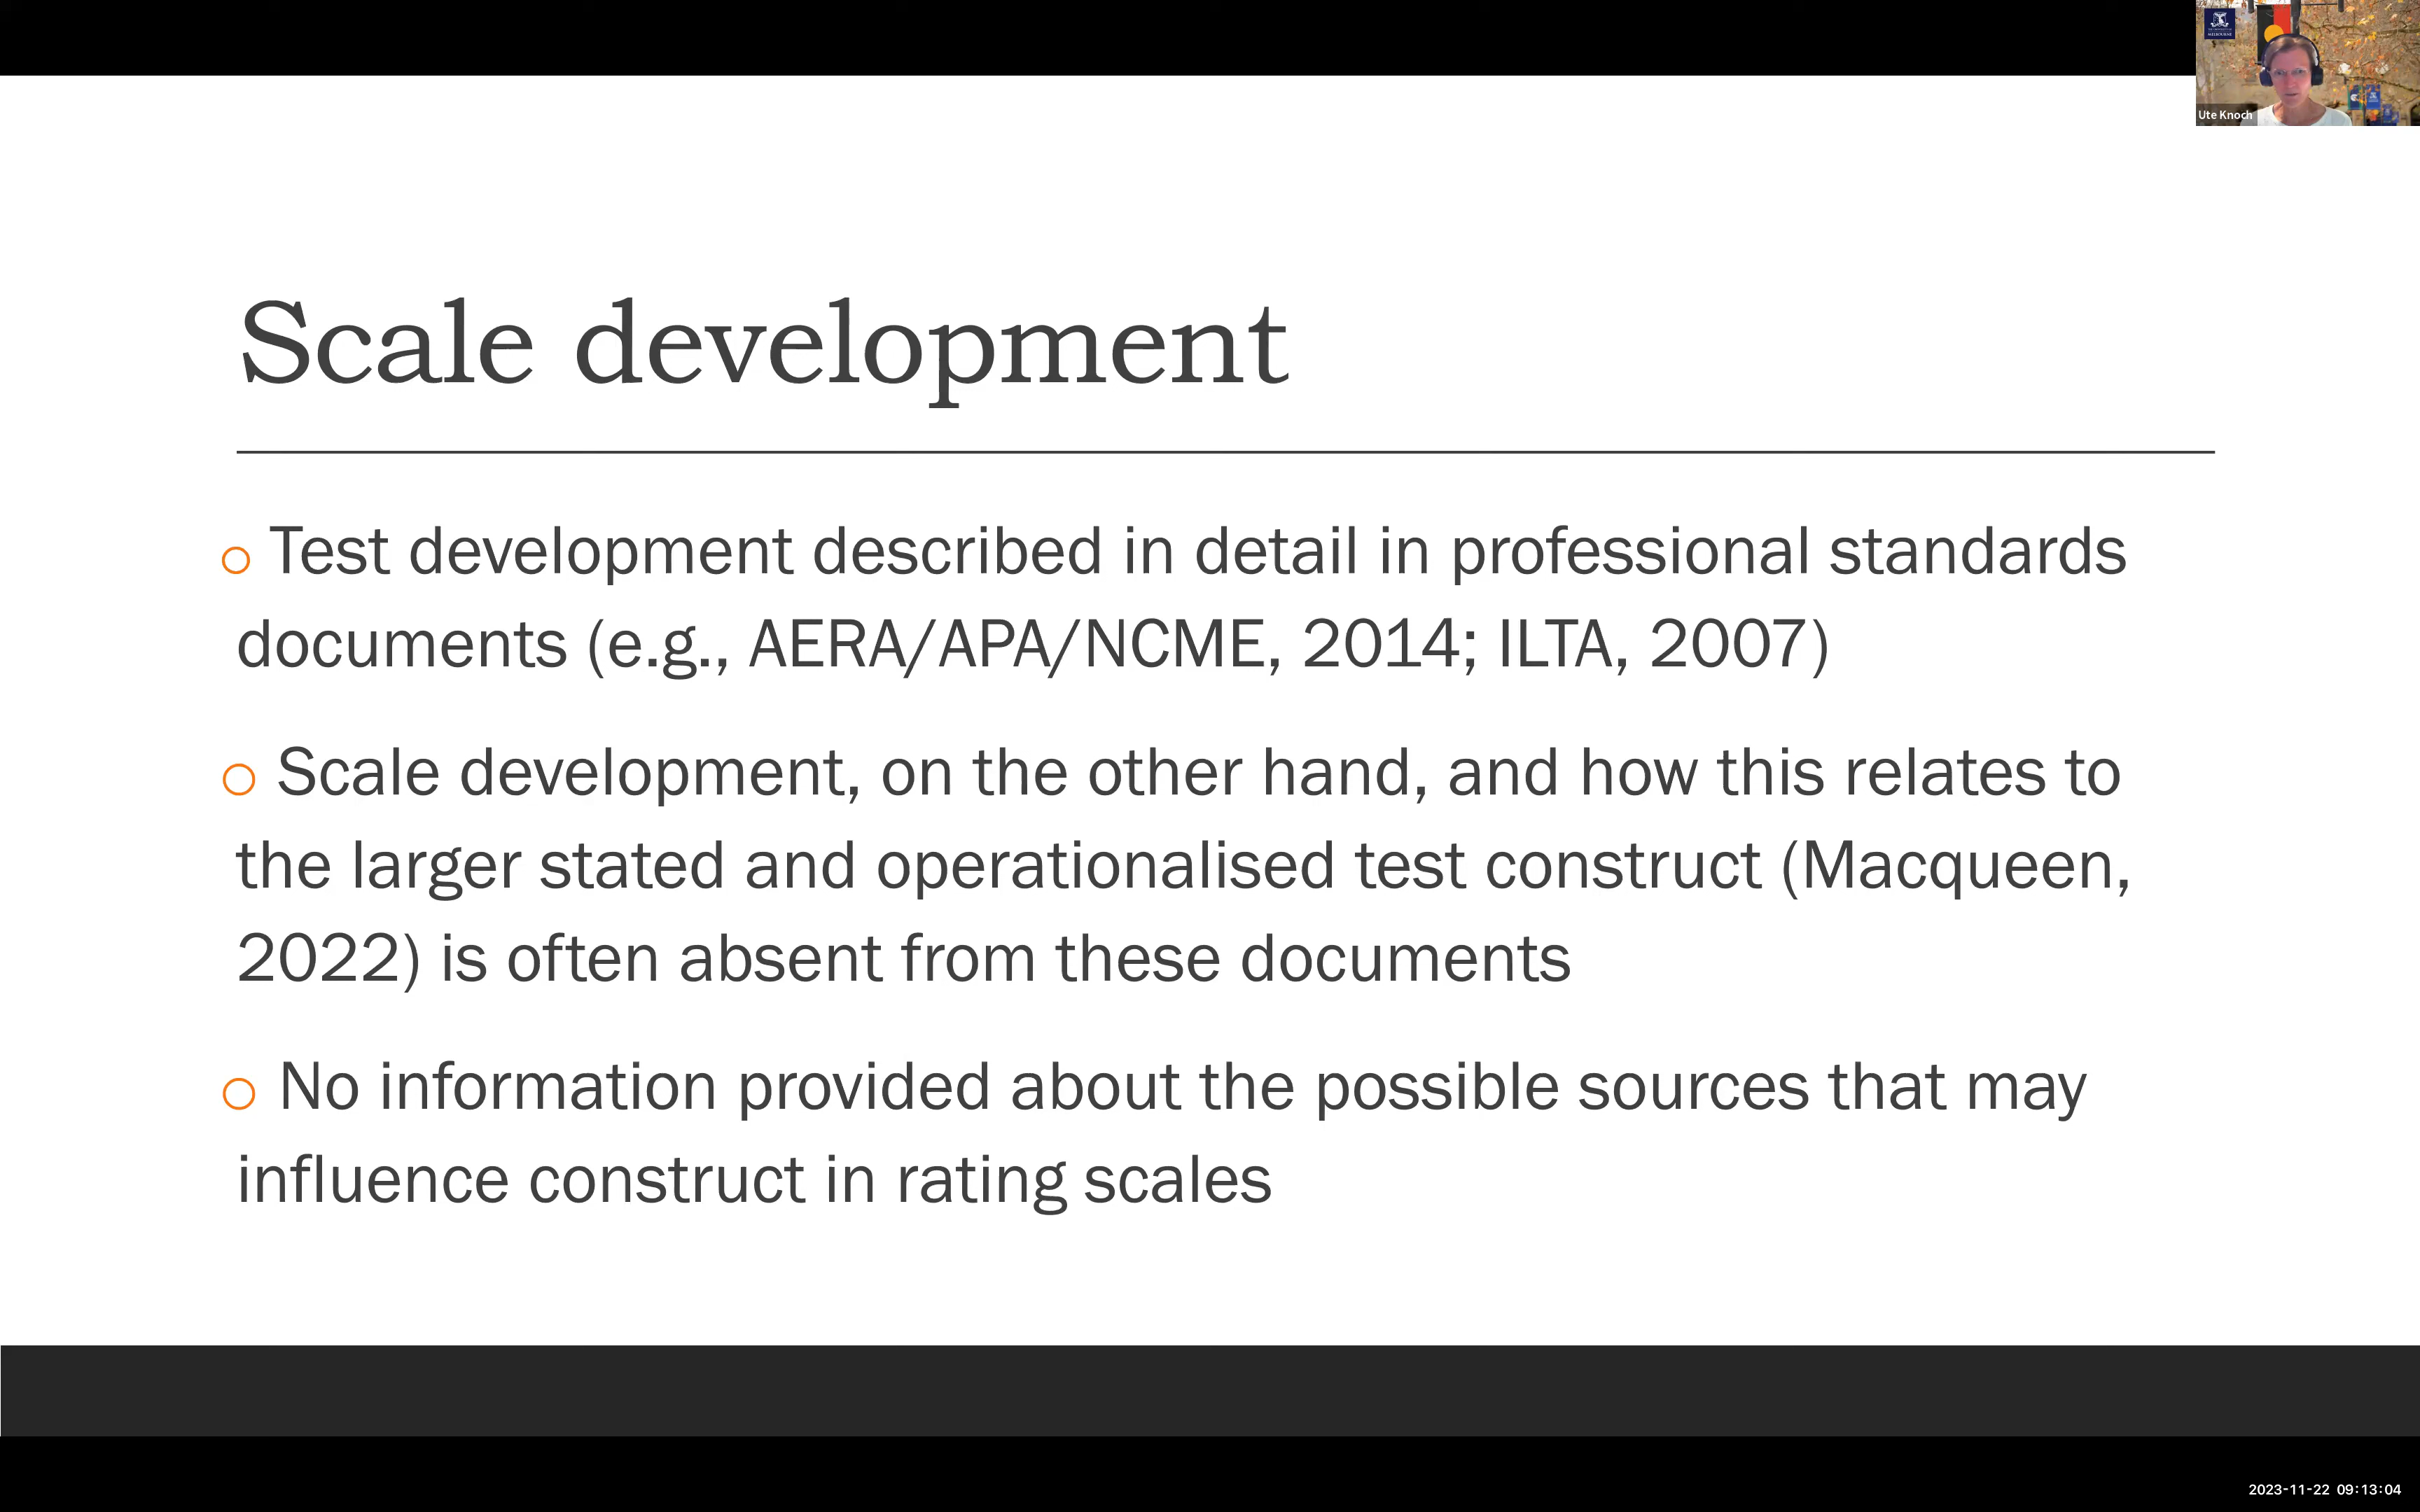 Ute Knoch
Scale development
Test development described in detail in professional standards
documents (e.g., AERA/APA/NCME, 2014; ILTA, 2007)
Scale development, on the other hand, and how this relates to
the larger stated and operationalised test construct (Macqueen,
2022) is often absent from these documents
No information provided about the possible sources that may
influence construct in rating scales
2023-11-22 09:13:04